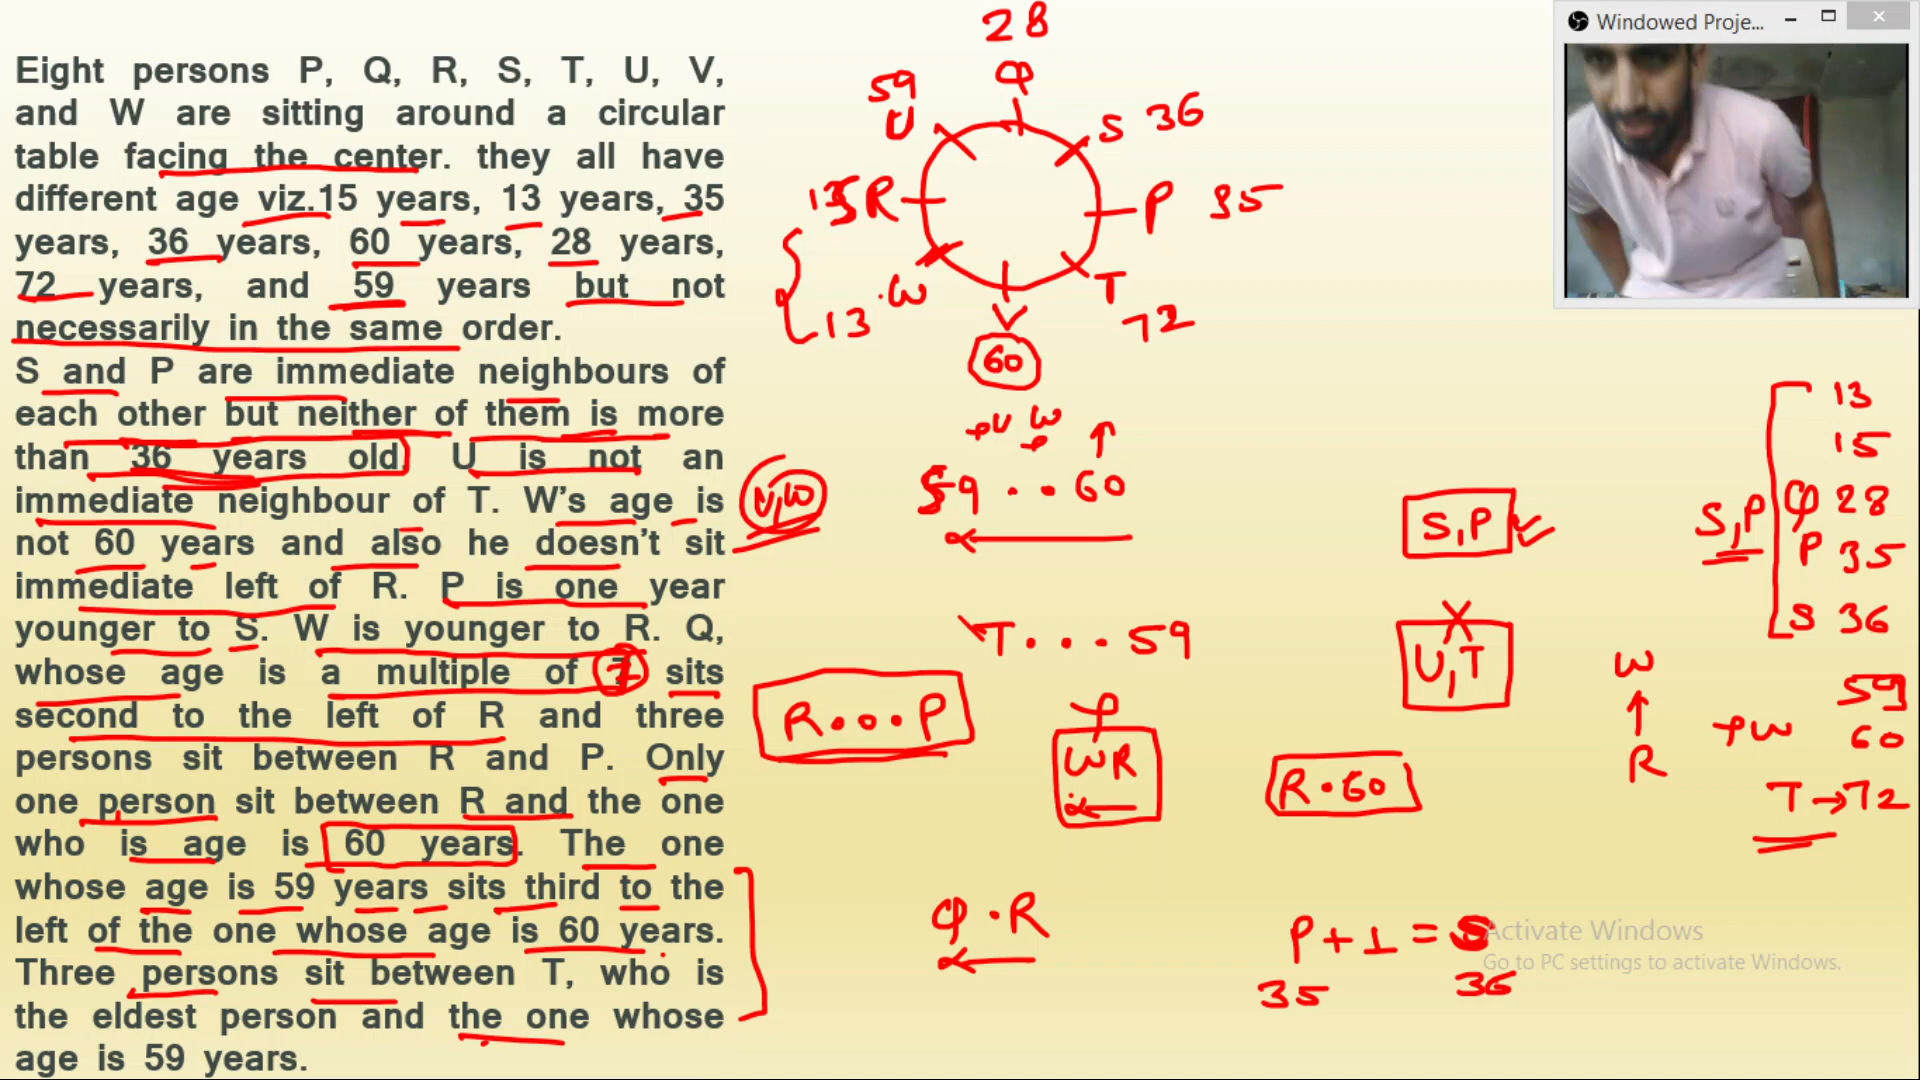 Eight persons P, Q, R, S, T, U, V,
and W are sitting around a circular
table facing the center. they all have
different age viz.15 years, 13 years, 35
years, 36 years, 60 years, 28 years,
72 years, and 59 years but not
necessarily in the same order.
S and P are immediate neighbours of
each other but neither of them is more
than 36 years old. U is not an
immediate neighbour of T. W's age is
not 60 years and also he doesn't sit
immediate left of R. P is one year
younger to S. W is younger to R. Q,
whose age is a multiple of 7 sits
second to the left of R and three
persons sit between R and P. Only
one person sit between R and the one
who is age is 60 years. The one
whose age is 59 years sits third to the
left of the one whose age is 60 years.
Three persons sit between T, who is
the eldest person and the one whose
age is 59 years.
28
Q
59
U
S 36
R
P 35
W
13
T
72
V
60
U W
59 . . 60
U, W
T . . . 59
R . . . P
W R
R . 60
Q . R
S, P
U, T
W
R
P + 1 = S
35
36
13
15
S, P
Q 28
P 35
S 36
59
W 60
T → 72
Windowed Proje...
Activate Windows
Go to PC settings to activate Windows.